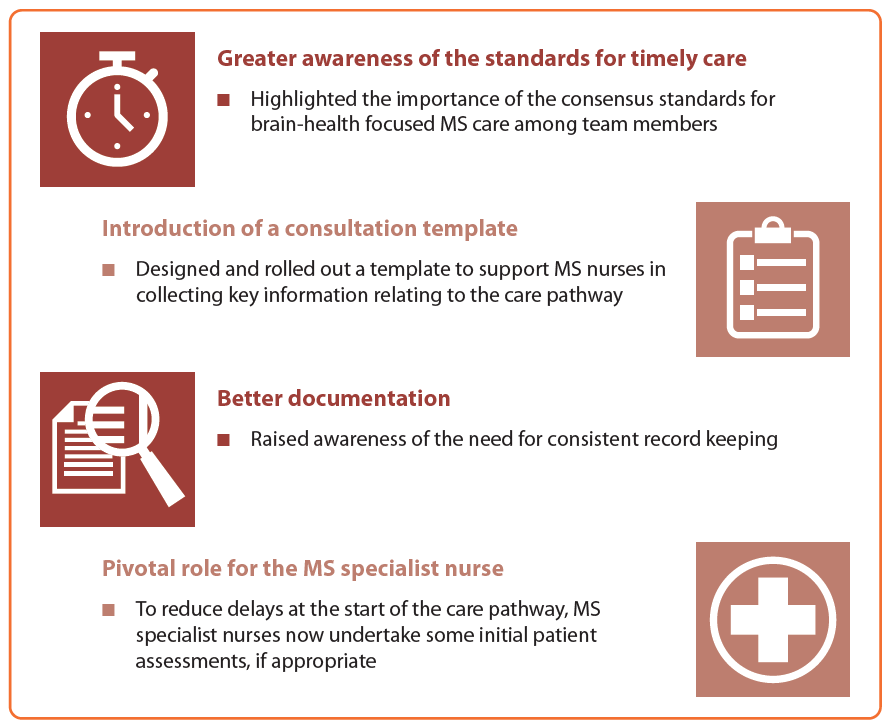 Greater awareness of the standards for timely care
■ Highlighted the importance of the consensus standards for
brain-health focused MS care among team members
Introduction of a consultation template
■ Designed and rolled out a template to support MS nurses in
collecting key information relating to the care pathway
Better documentation
■ Raised awareness of the need for consistent record keeping
Pivotal role for the MS specialist nurse
■ To reduce delays at the start of the care pathway, MS
specialist nurses now undertake some initial patient
assessments, if appropriate